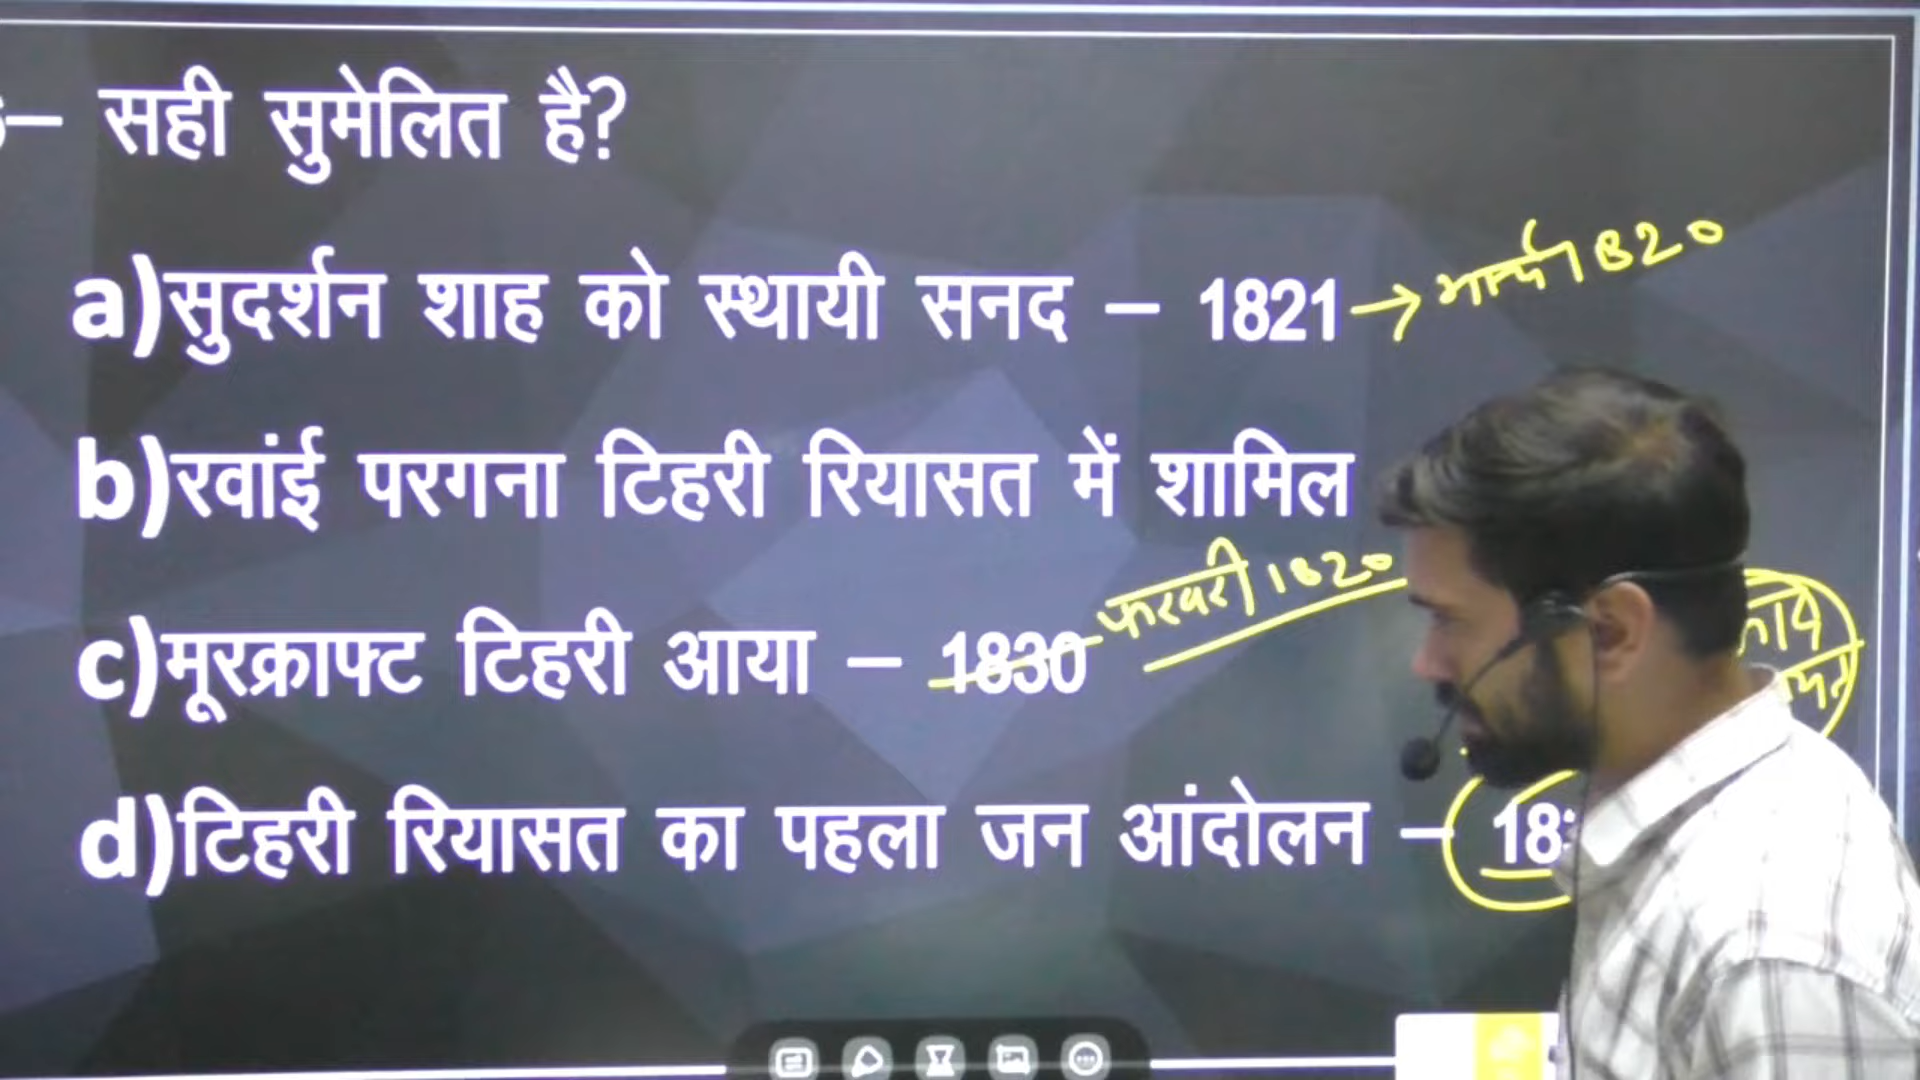 – सही सुमेलित है?
a)सुदर्शन शाह को स्थायी सनद – 1821 → मार्च 1820
b)रवांई परगना टिहरी रियासत में शामिल
फरवरी 1820
c)मूरक्राफ्ट टिहरी आया – 1830
d)टिहरी रियासत का पहला जन आंदोलन –